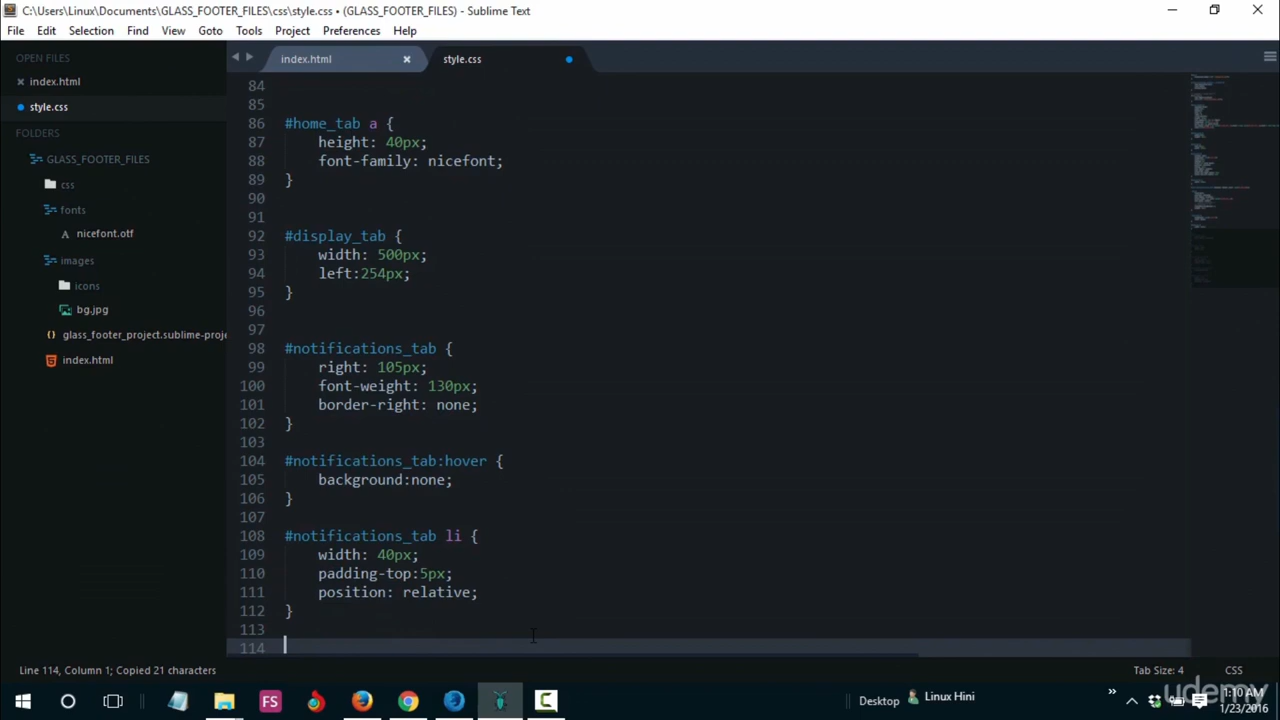 C:\Users\Linux\Documents\GLASS_FOOTER_FILES\css\style.css • (GLASS_FOOTER_FILES) - Sublime Text
File Edit Selection Find View Goto Tools Project Preferences Help
OPEN FILES
index.html
style.css
FOLDERS
GLASS_FOOTER_FILES
css
fonts
nicefont.otf
images
icons
bg.jpg
glass_footer_project.sublime-proje
index.html
index.html
style.css
84
85
86 #home_tab a {
87 height: 40px;
88 font-family: nicefont;
89 }
90
91
92 #display_tab {
93 width: 500px;
94 left:254px;
95 }
96
97
98 #notifications_tab {
99 right: 105px;
100 font-weight: 130px;
101 border-right: none;
102 }
103
104 #notifications_tab:hover {
105 background:none;
106 }
107
108 #notifications_tab li {
109 width: 40px;
110 padding-top:5px;
111 position: relative;
112 }
113
114
Line 114, Column 1; Copied 21 characters
Tab Size: 4
CSS
FS
Desktop
Linux Hini
1:10 AM
1/23/2016
udemy